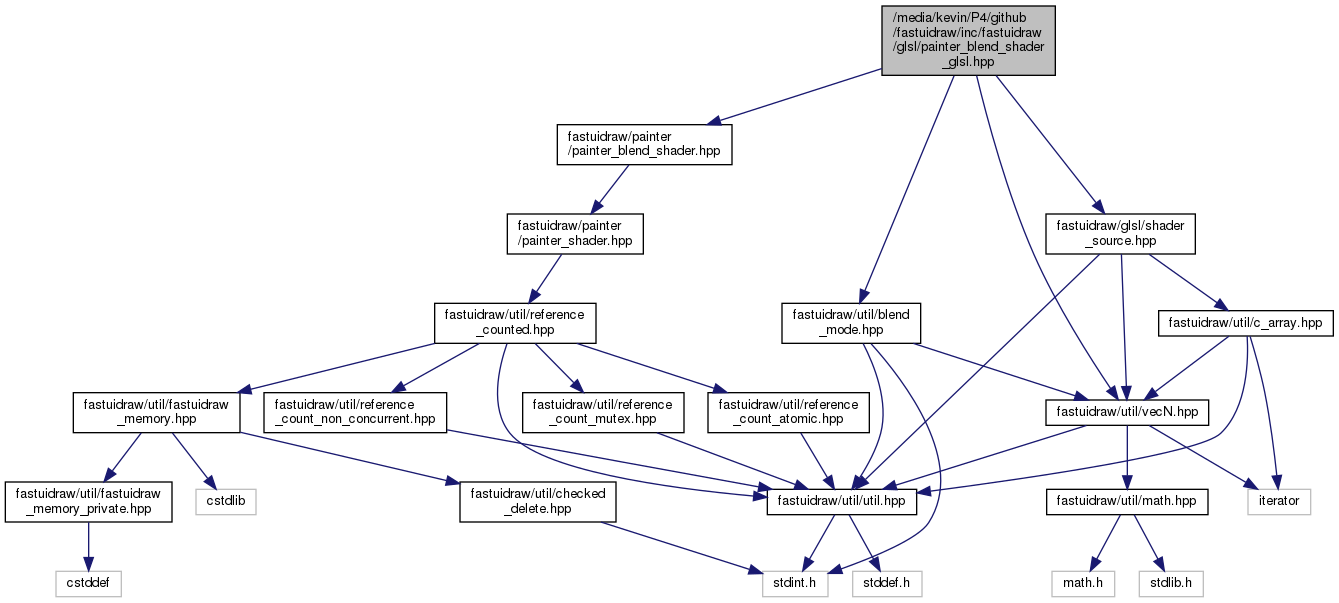 /media/kevin/P4/github
/fastuidraw/inc/fastuidraw
/glsl/painter_blend_shader
_glsl.hpp
fastuidraw/painter
/painter_blend_shader.hpp
fastuidraw/painter
/painter_shader.hpp
fastuidraw/glsl/shader
_source.hpp
fastuidraw/util/reference
_counted.hpp
fastuidraw/util/blend
_mode.hpp
fastuidraw/util/c_array.hpp
fastuidraw/util/fastuidraw
_memory.hpp
fastuidraw/util/reference
_count_non_concurrent.hpp
fastuidraw/util/reference
_count_mutex.hpp
fastuidraw/util/reference
_count_atomic.hpp
fastuidraw/util/vecN.hpp
fastuidraw/util/fastuidraw
_memory_private.hpp
cstdlib
fastuidraw/util/checked
_delete.hpp
fastuidraw/util/util.hpp
fastuidraw/util/math.hpp
iterator
cstddef
stdint.h
stddef.h
math.h
stdlib.h